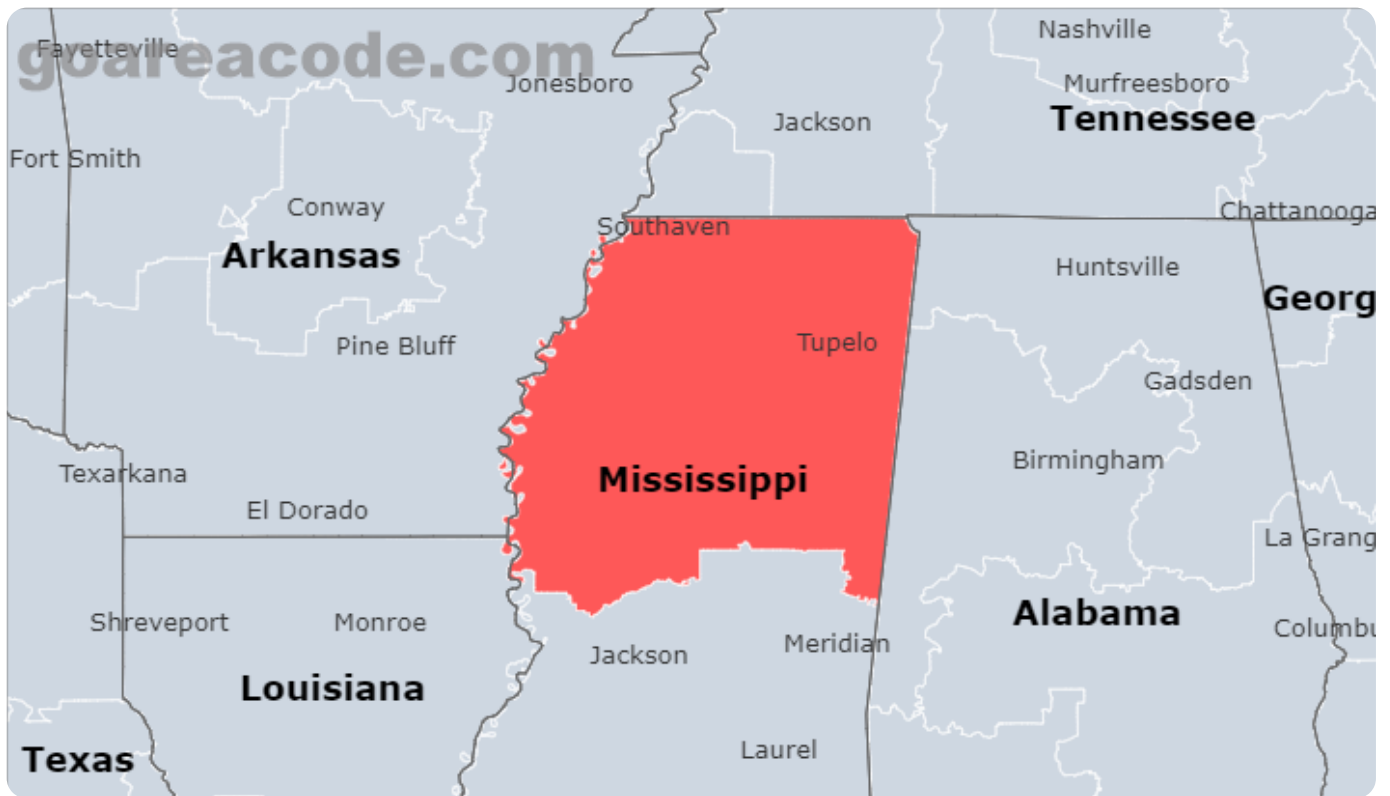 goareacode.com
Fayetteville
Jonesboro
Nashville
Murfreesboro
Tennessee
Jackson
Fort Smith
Conway
Arkansas
Southaven
Chattanooga
Huntsville
Georg
Pine Bluff
Tupelo
Gadsden
Texarkana
Mississippi
Birmingham
El Dorado
La Grang
Shreveport
Monroe
Alabama
Columbu
Jackson
Meridian
Louisiana
Texas
Laurel